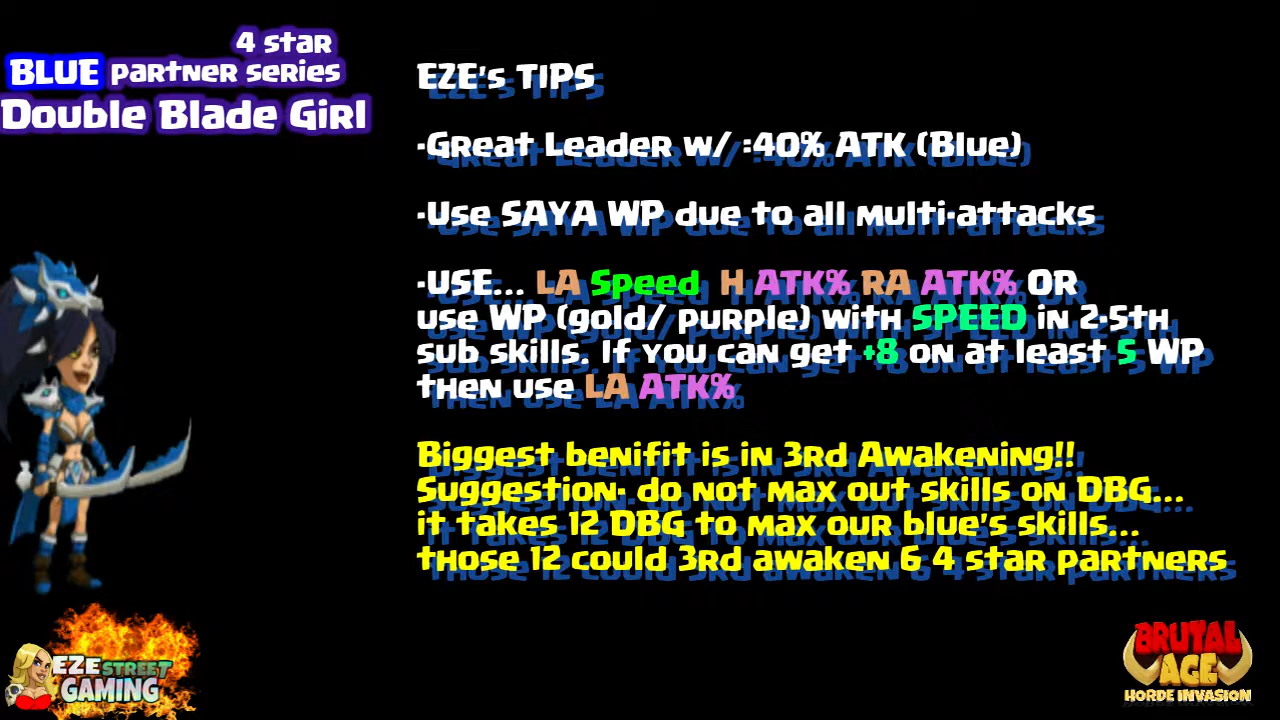 4 star
BLUE partner series
Double Blade Girl
EZE's TIPS
-Great Leader w/ :40% ATK (Blue)
-Use SAYA WP due to all multi-attacks
-USE... LA Speed H ATK% RA ATK% OR
use WP (gold/ purple) with SPEED in 2-5th
sub skills. If you can get +8 on at least 5 WP
then use LA ATK%
Biggest benifit is in 3rd Awakening!!
Suggestion- do not max out skills on DBG...
it takes 12 DBG to max our blue's skills...
those 12 could 3rd awaken 6 4 star partners
EZE STREET
GAMING
BRUTAL
AGE
HORDE INVASION